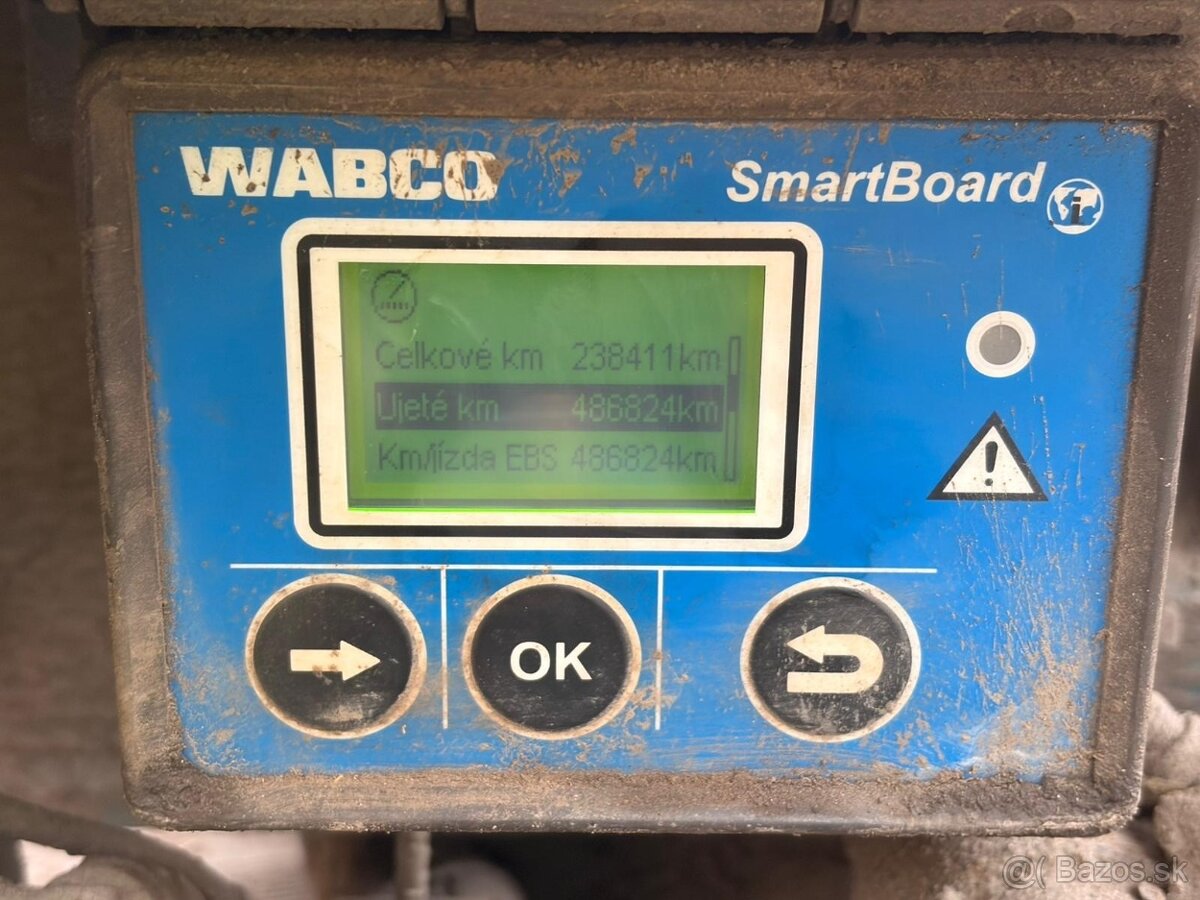 WABCO
SmartBoard
i
Celkové km 238411km
Ujeté km 486824km
Km/jízda EBS 486824km
!
OK
@( Bazos.sk